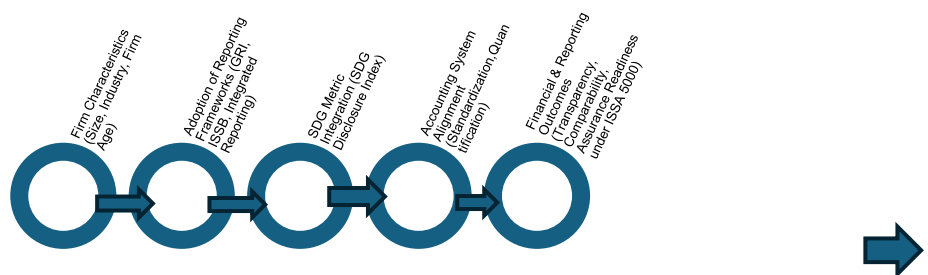 Firm Characteristics
(Size, Industry, Firm
Age)
Adoption of Reporting
Frameworks (GRI,
ISSB, Integrated
Reporting)
SDG Metric
Integration (SDG
Disclosure Index)
Accounting System
Alignment
(Standardization,Quan
tification)
Financial & Reporting
Outcomes
(Transparency,
Comparability,
Assurance Readiness
under ISSA 5000)